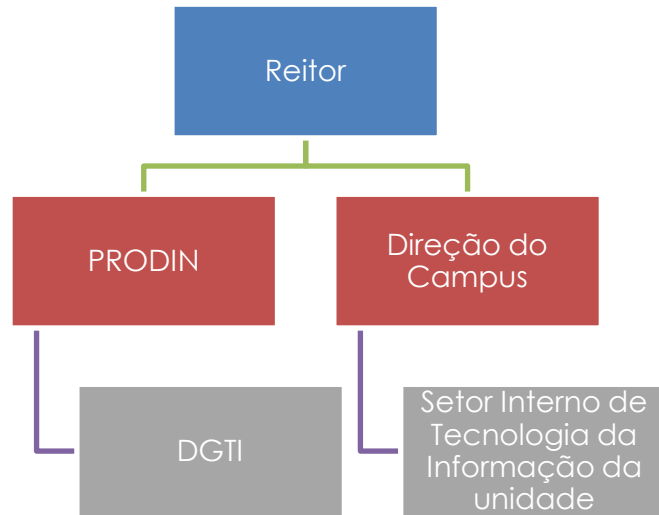 Reitor
PRODIN
Direção do
Campus
DGTI
Setor Interno de
Tecnologia da
Informação da
unidade